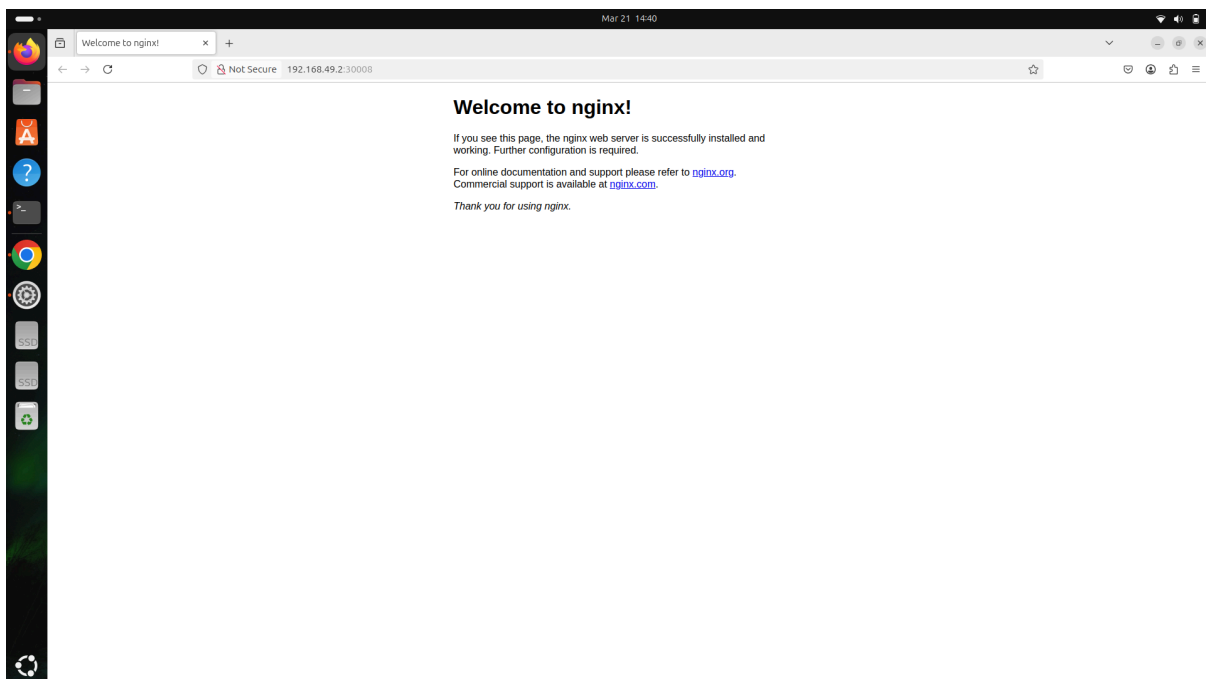 Mar 21 14:40
Welcome to nginx!
Not Secure 192.168.49.2:30008
Welcome to nginx!
If you see this page, the nginx web server is successfully installed and
working. Further configuration is required.
For online documentation and support please refer to nginx.org.
Commercial support is available at nginx.com.
Thank you for using nginx.
SSD
SSD